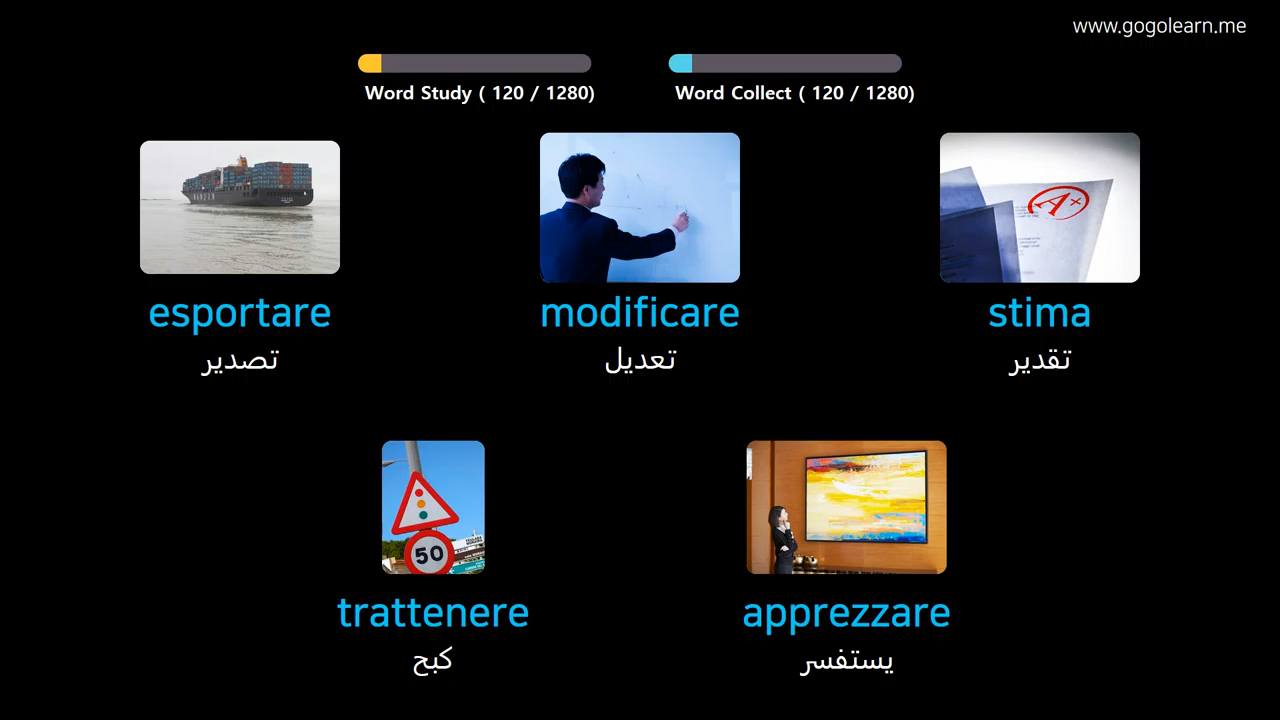 www.gogolearn.me
Word Study ( 120 / 1280)
Word Collect ( 120 / 1280)
A+
esportare
تصدير
modificare
تعديل
stima
تقدير
50
trattenere
كبح
apprezzare
يستفسر